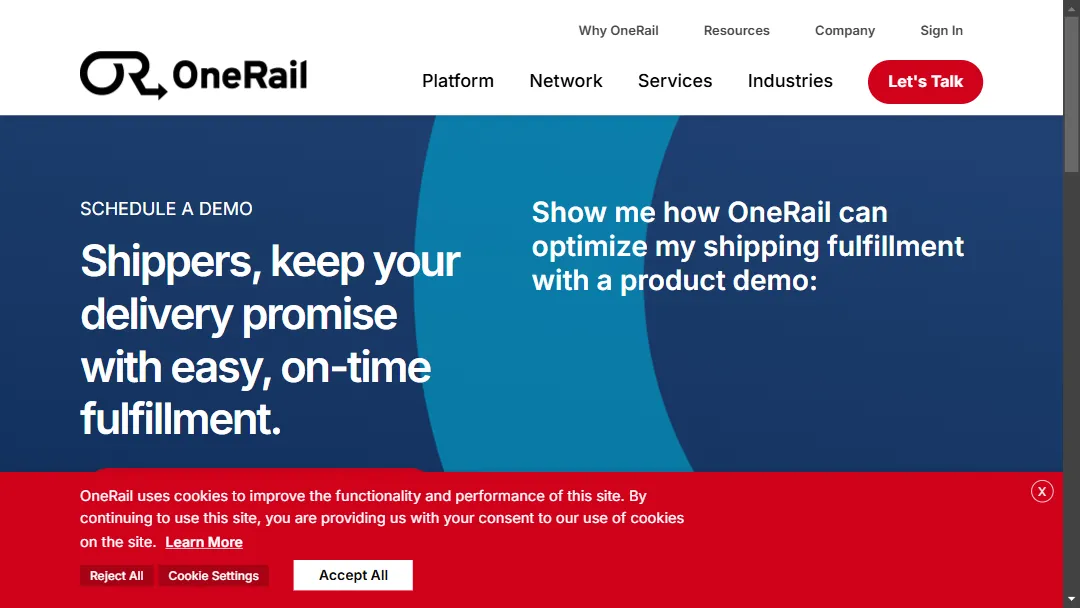 Why OneRail Resources Company Sign In
OneRail
Platform Network Services Industries Let's Talk
SCHEDULE A DEMO
Shippers, keep your
delivery promise
with easy, on-time
fulfillment.
Show me how OneRail can
optimize my shipping fulfillment
with a product demo:
OneRail uses cookies to improve the functionality and performance of this site. By
continuing to use this site, you are providing us with your consent to our use of cookies
on the site. Learn More
Reject All Cookie Settings Accept All
X